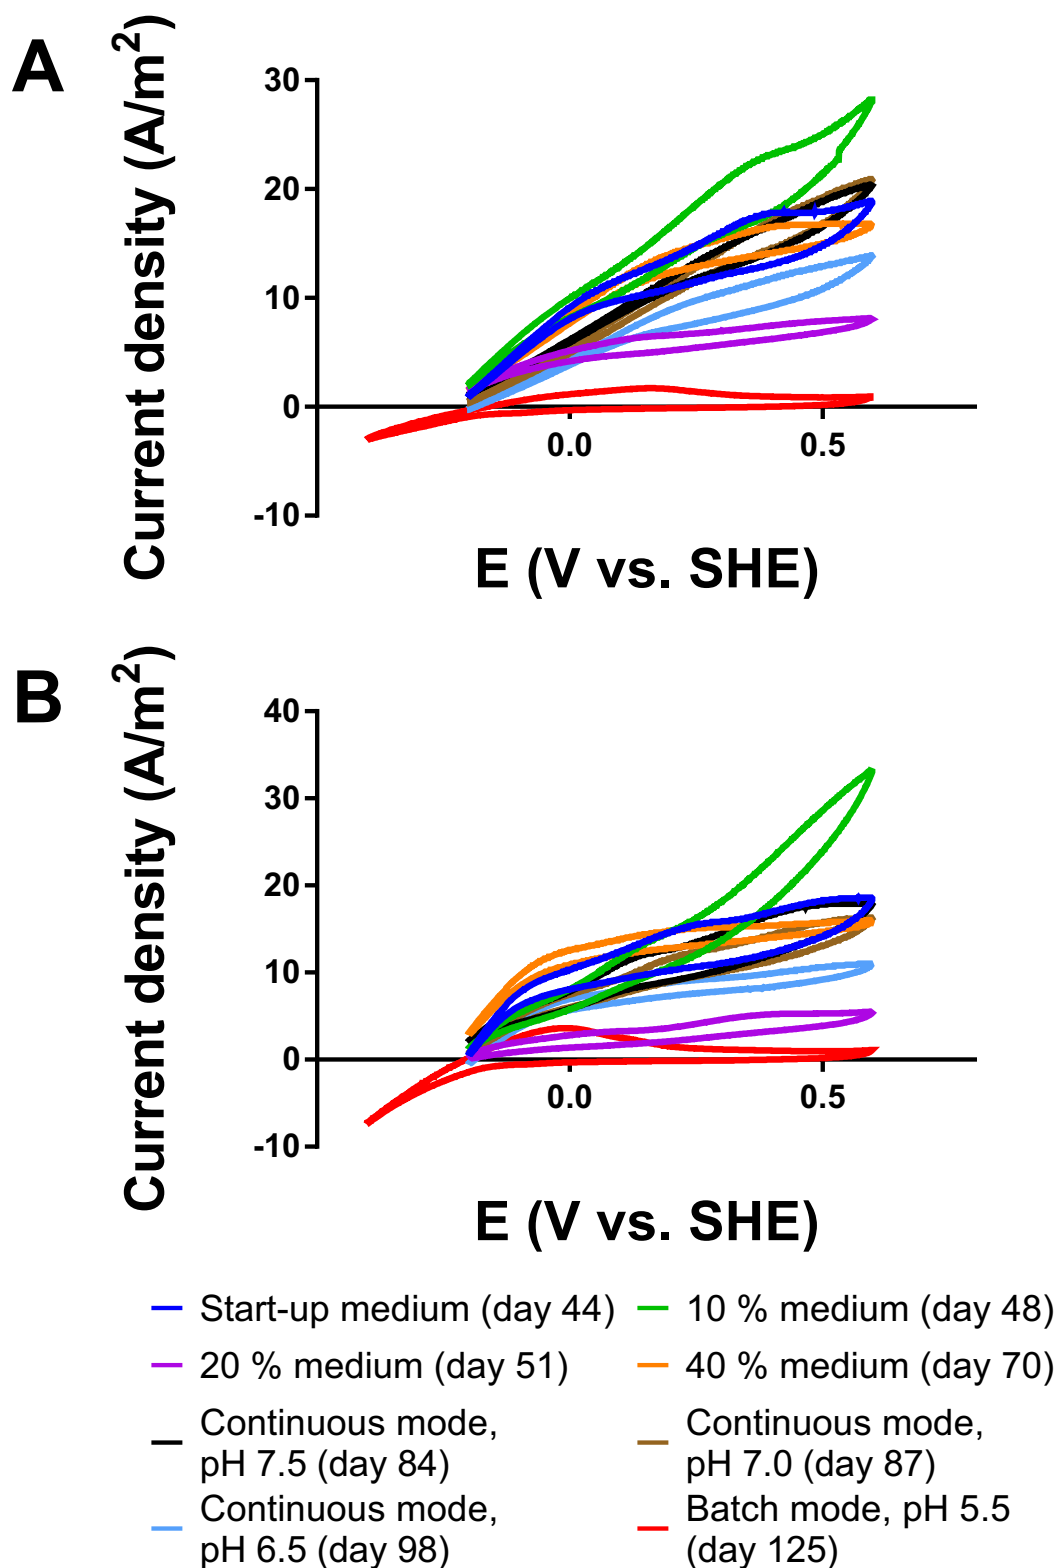 A
Current density (A/m²)
30
20
10
0
-10
0.0
0.5
E (V vs. SHE)
B
Current density (A/m²)
40
30
20
10
0
-10
0.0
0.5
E (V vs. SHE)
Start-up medium (day 44)
10 % medium (day 48)
20 % medium (day 51)
40 % medium (day 70)
Continuous mode,
pH 7.5 (day 84)
Continuous mode,
pH 7.0 (day 87)
Continuous mode,
pH 6.5 (day 98)
Batch mode, pH 5.5
(day 125)